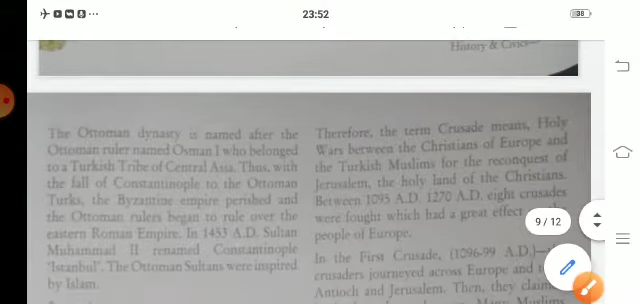 23:52
38
History & Civics
The Ottoman dynasty is named after the
Ottoman ruler named Osman I who belonged
to a Turkish Tribe of Central Asia. Thus, with
the fall of Constantinople to the Ottoman
Turks, the Byzantine empire perished and
the Ottoman rulers began to rule over the
eastern Roman Empire. In 1453 A.D. Sultan
Muhammad II renamed Constantinople
'Istanbul'. The Ottoman Sultans were inspired
by Islam.
Therefore, the term Crusade means, Holy
Wars between the Christians of Europe and
the Turkish Muslims for the reconquest of
Jerusalem, the holy land of the Christians.
Between 1095 A.D. 1270 A.D. eight crusades
were fought which had a great effect
people of Europe.
In the First Crusade, (1096-99 A.D.)
crusaders journeyed across Europe and
Antioch and Jerusalem. Then, they
Many Muslims
9 / 12